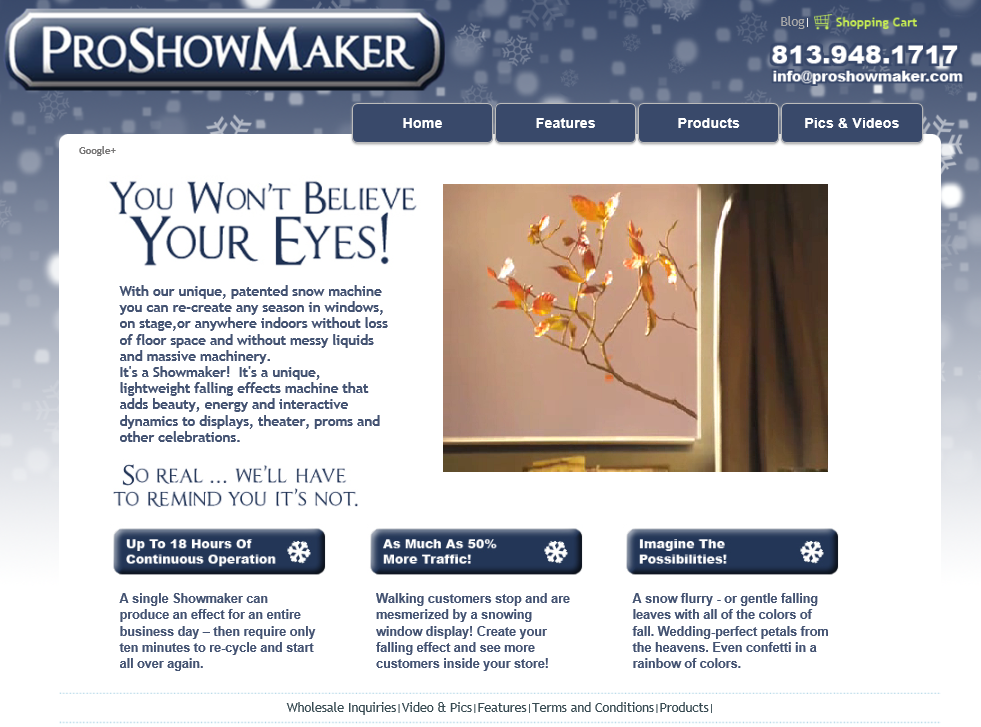 PROSHOWMAKER
Blog| Shopping Cart
813.948.1717
info@proshowmaker.com
Home Features Products Pics & Videos
Google+
YOU WON'T BELIEVE
YOUR EYES!
With our unique, patented snow machine
you can re-create any season in windows,
on stage,or anywhere indoors without loss
of floor space and without messy liquids
and massive machinery.
It's a Showmaker! It's a unique,
lightweight falling effects machine that
adds beauty, energy and interactive
dynamics to displays, theater, proms and
other celebrations.
SO REAL ... WE'LL HAVE
TO REMIND YOU IT'S NOT.
Up To 18 Hours Of
Continuous Operation
A single Showmaker can
produce an effect for an entire
business day – then require only
ten minutes to re-cycle and start
all over again.
As Much As 50%
More Traffic!
Walking customers stop and are
mesmerized by a snowing
window display! Create your
falling effect and see more
customers inside your store!
Imagine The
Possibilities!
A snow flurry - or gentle falling
leaves with all of the colors of
fall. Wedding-perfect petals from
the heavens. Even confetti in a
rainbow of colors.
Wholesale Inquiries|Video & Pics|Features|Terms and Conditions|Products|